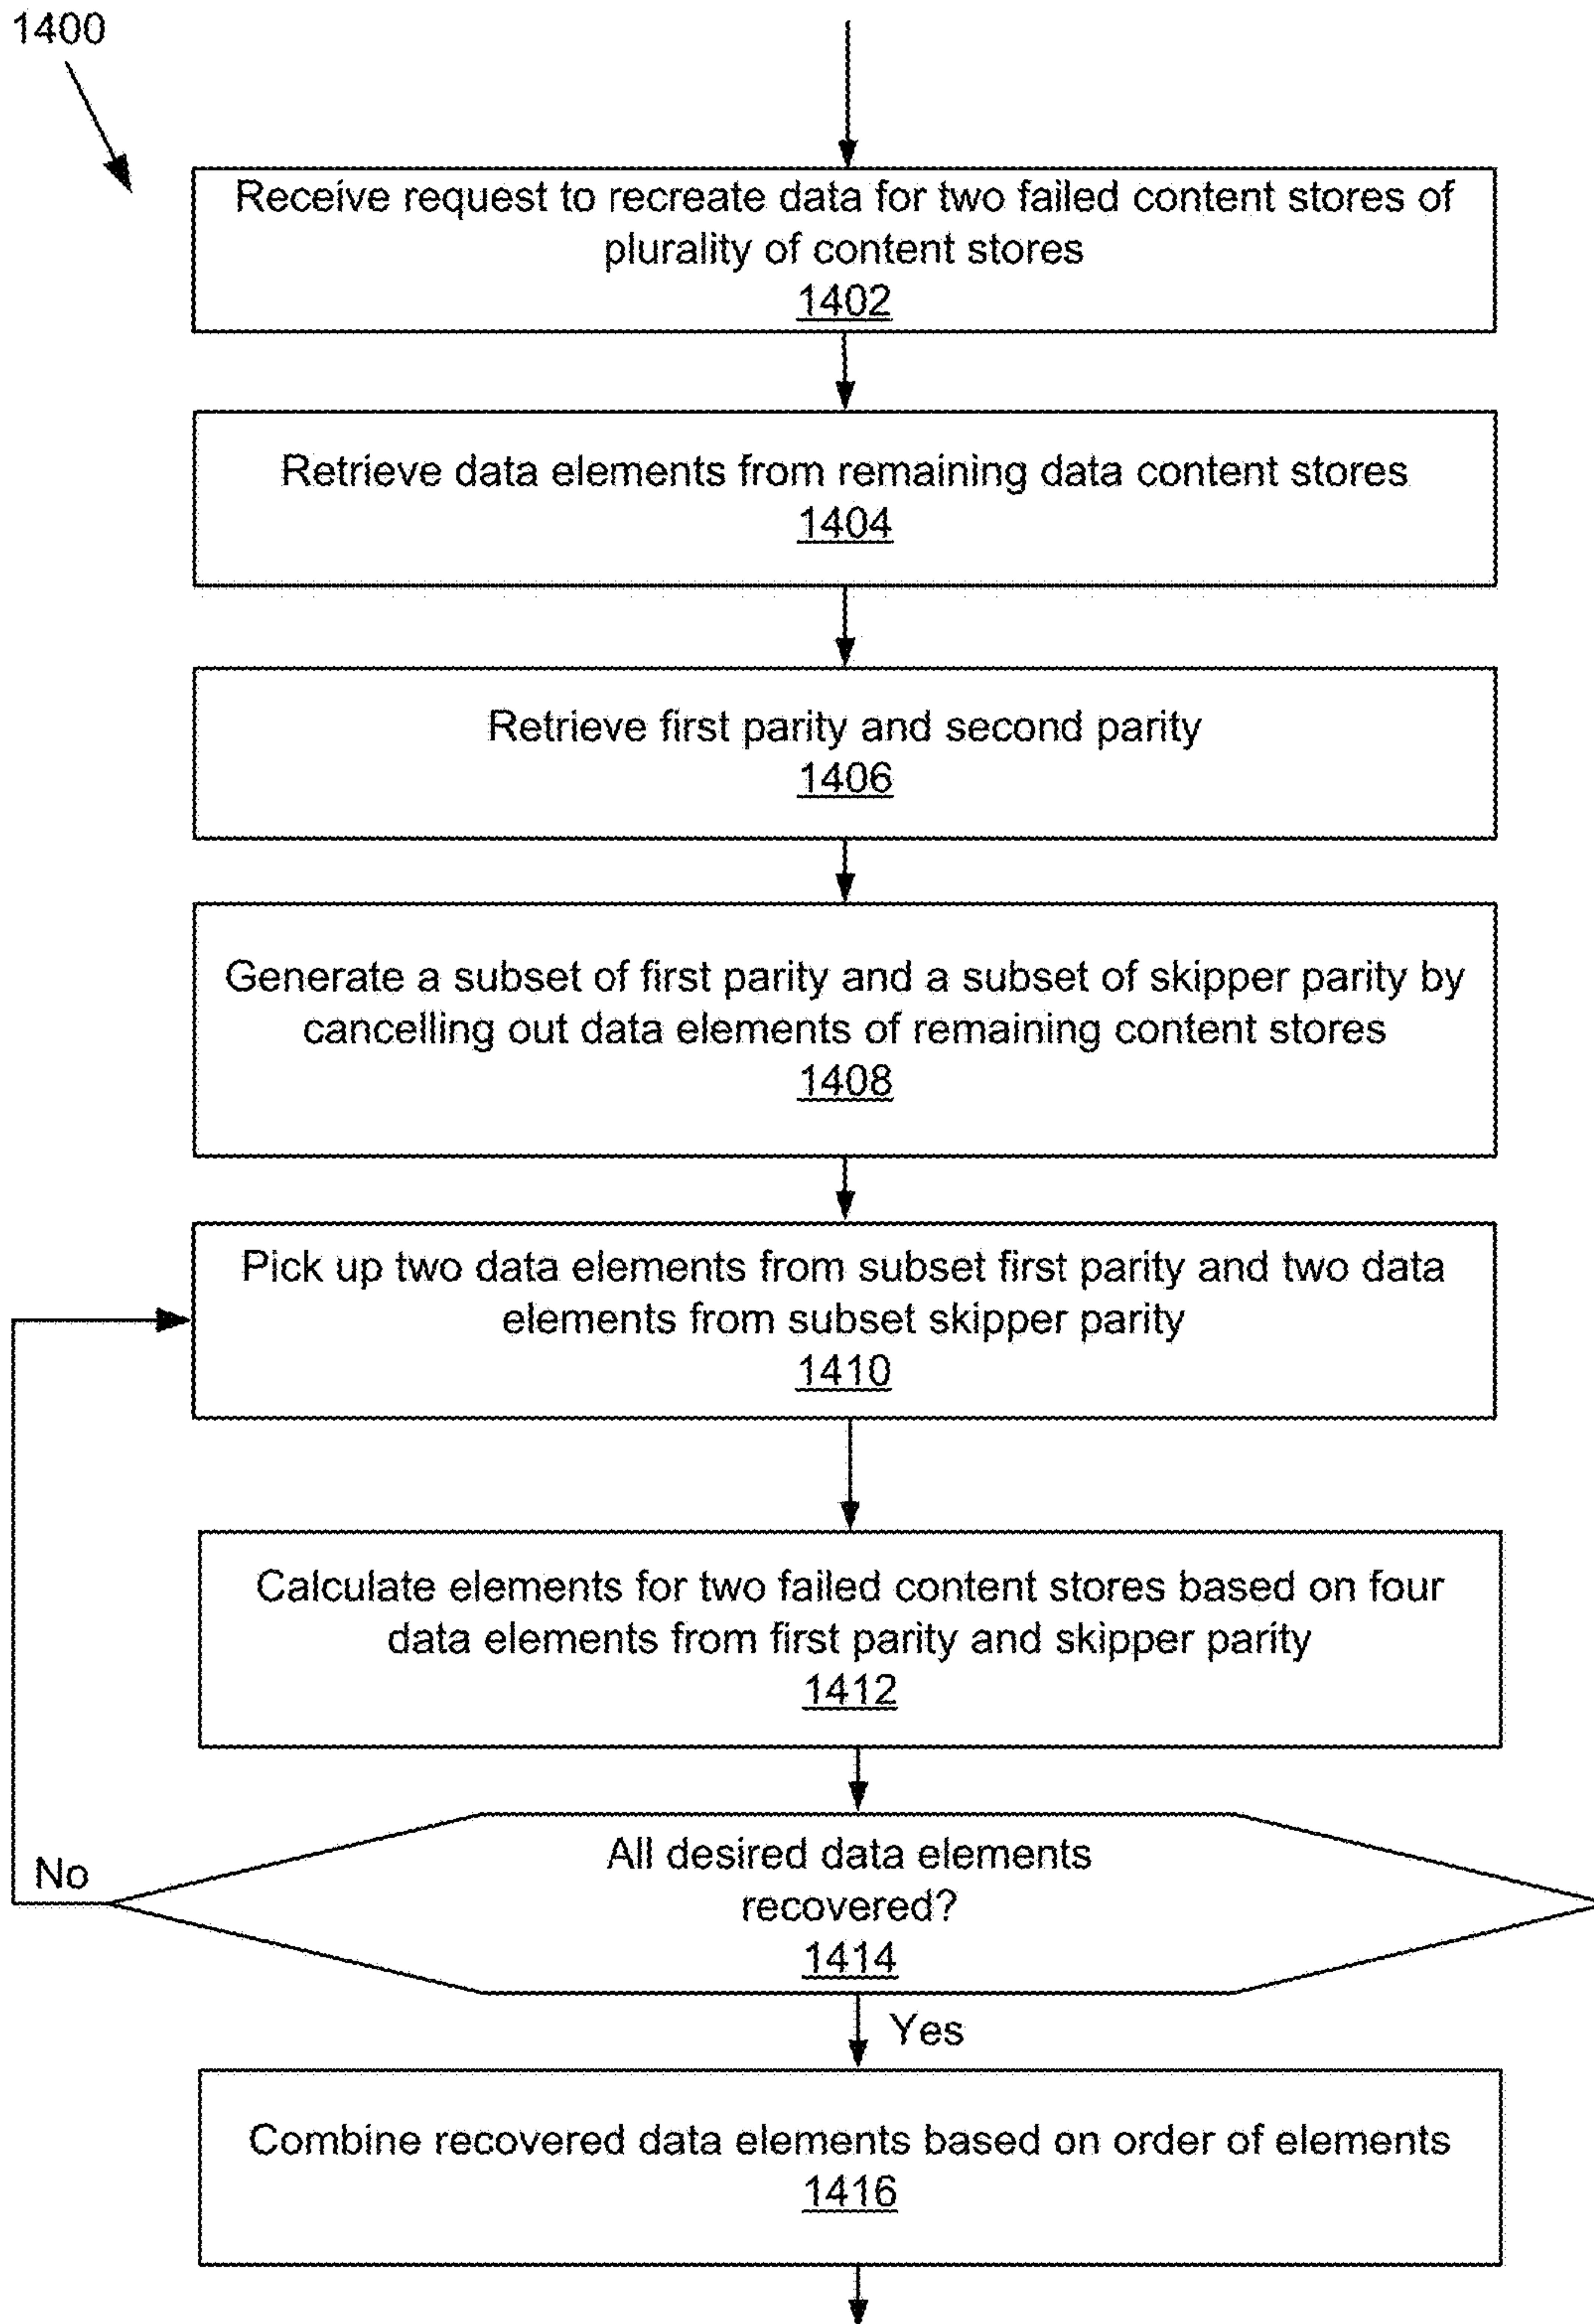 1400
Receive request to recreate data for two failed content stores of
plurality of content stores
1402
Retrieve data elements from remaining data content stores
1404
Retrieve first parity and second parity
1406
Generate a subset of first parity and a subset of skipper parity by
cancelling out data elements of remaining content stores
1408
Pick up two data elements from subset first parity and two data
elements from subset skipper parity
1410
Calculate elements for two failed content stores based on four
data elements from first parity and skipper parity
1412
No
All desired data elements
recovered?
1414
Yes
Combine recovered data elements based on order of elements
1416